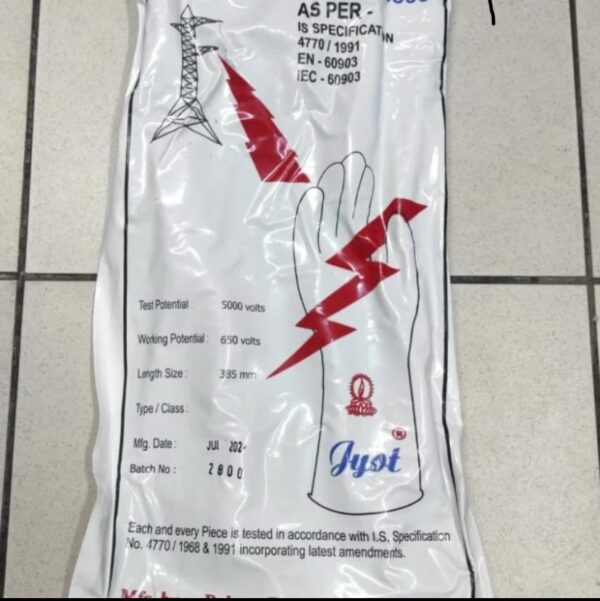 AS PER -
IS SPECIFICATION
4770 / 1991
EN - 60903
IEC - 60903
Test Potential : 5000 volts
Working Potential : 650 volts
Length Size : 385 mm
Type / Class :
Mfg. Date : JUL 202
Batch No : 2800
Jyot ®
Each and every Piece is tested in accordance with I.S. Specification
No. 4770 / 1968 & 1991 incorporating latest amendments.